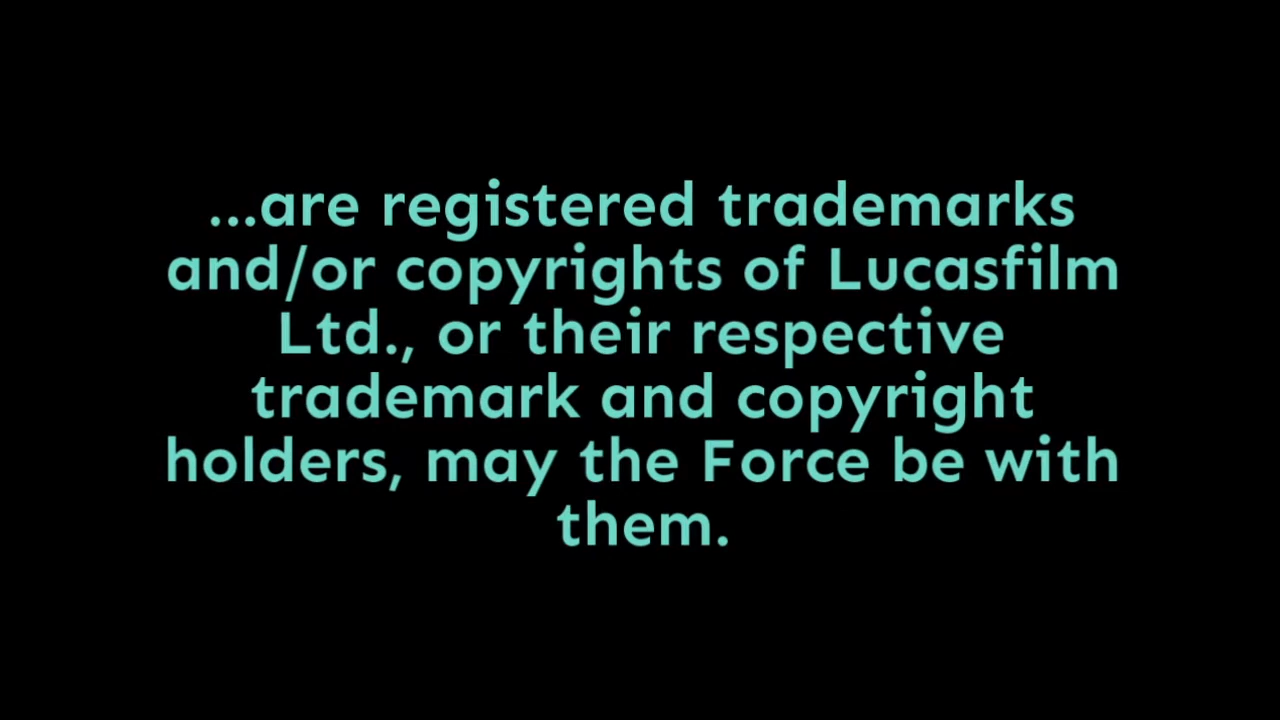 ...are registered trademarks
and/or copyrights of Lucasfilm
Ltd., or their respective
trademark and copyright
holders, may the Force be with
them.